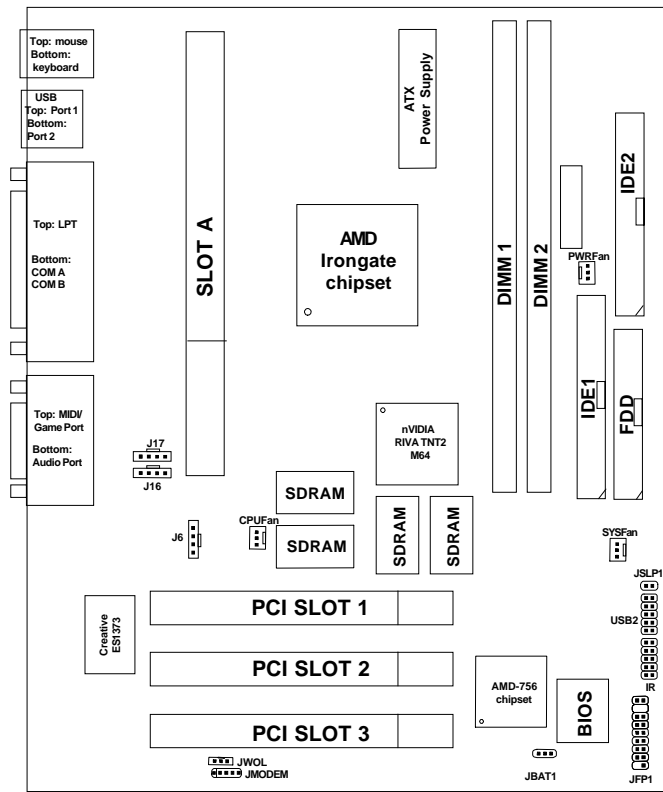 Top: mouse
Bottom:
keyboard
USB
Top: Port 1
Bottom:
Port 2
Top: LPT
Bottom:
COM A
COM B
Top: MIDI/
Game Port
Bottom:
Audio Port
SLOT A
ATX
Power Supply
AMD
Irongate
chipset
DIMM 1
DIMM 2
IDE2
PWRFan
IDE1
FDD
nVIDIA
RIVA TNT2
M64
J17
J16
J6
CPUFan
SDRAM
SDRAM
SDRAM
SDRAM
SYSFan
JSLP1
USB2
IR
JFP1
Creative
ES1373
PCI SLOT 1
PCI SLOT 2
PCI SLOT 3
AMD-756
chipset
BIOS
JBAT1
JWOL
JMODEM